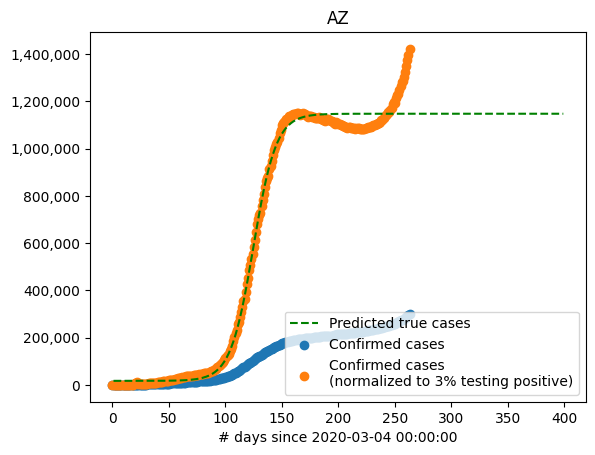 AZ
1,400,000
1,200,000
1,000,000
800,000
600,000
400,000
200,000
0
Predicted true cases
Confirmed cases
Confirmed cases
(normalized to 3% testing positive)
0 50 100 150 200 250 300 350 400
# days since 2020-03-04 00:00:00